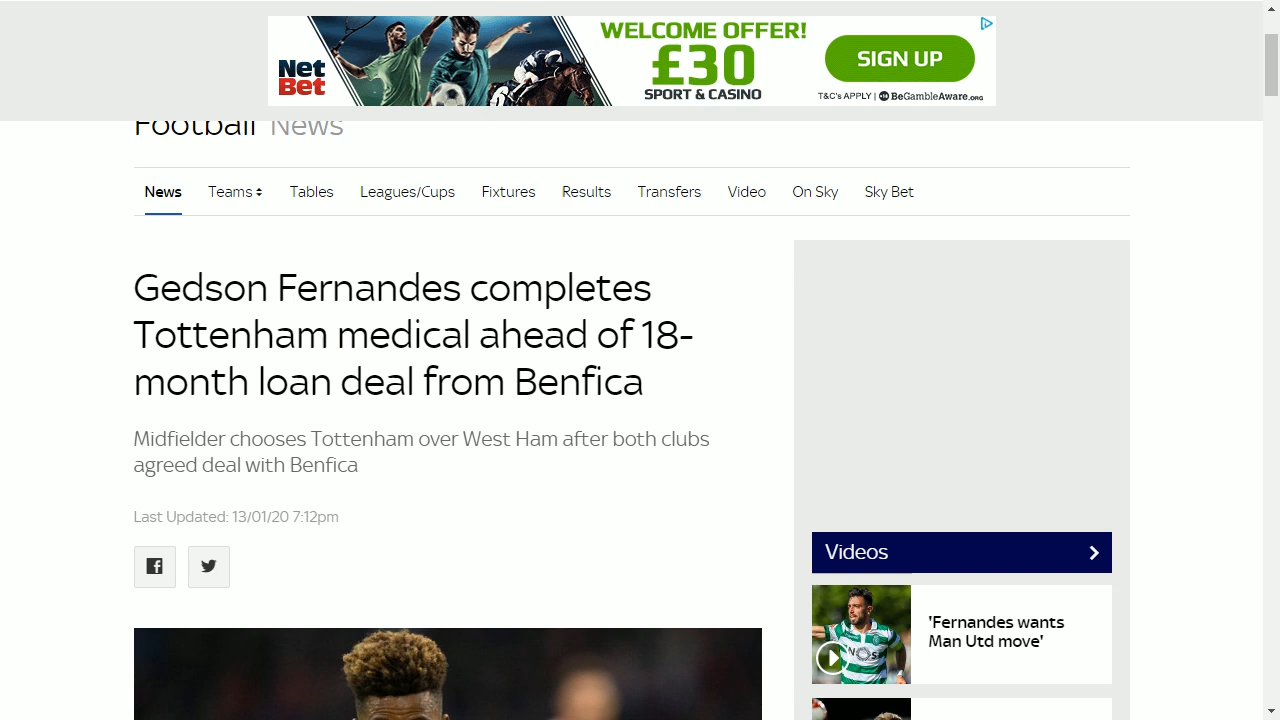 Net
Bet
WELCOME OFFER!
£30
SPORT & CASINO
SIGN UP
T&C's APPLY | BeGambleAware.ORG
Football News
News Teams Tables Leagues/Cups Fixtures Results Transfers Video On Sky Sky Bet
Gedson Fernandes completes
Tottenham medical ahead of 18-
month loan deal from Benfica
Midfielder chooses Tottenham over West Ham after both clubs
agreed deal with Benfica
Last Updated: 13/01/20 7:12pm
Videos
NOS
'Fernandes wants
Man Utd move'